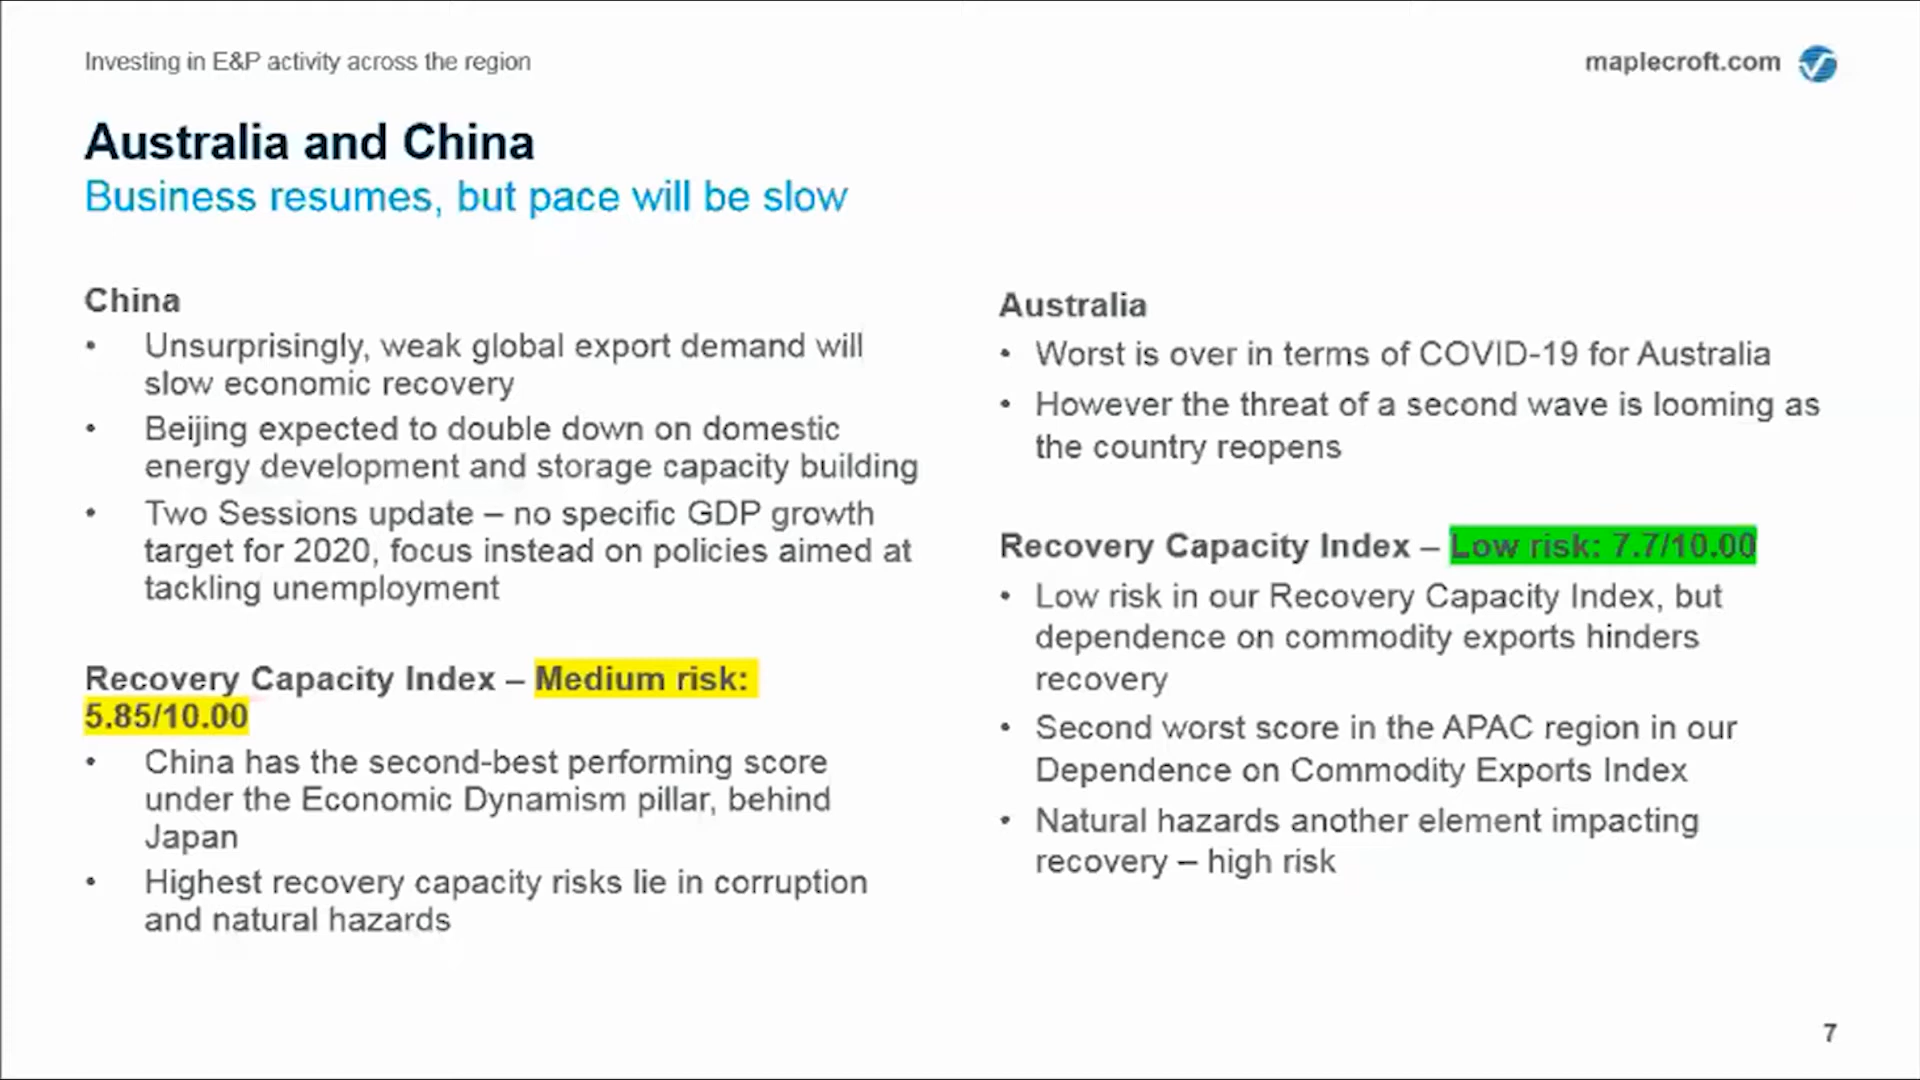 Investing in E&P activity across the region
maplecroft.com
Australia and China
Business resumes, but pace will be slow
China
• Unsurprisingly, weak global export demand will
slow economic recovery
• Beijing expected to double down on domestic
energy development and storage capacity building
• Two Sessions update – no specific GDP growth
target for 2020, focus instead on policies aimed at
tackling unemployment
Recovery Capacity Index – Medium risk:
5.85/10.00
• China has the second-best performing score
under the Economic Dynamism pillar, behind
Japan
• Highest recovery capacity risks lie in corruption
and natural hazards
Australia
• Worst is over in terms of COVID-19 for Australia
• However the threat of a second wave is looming as
the country reopens
Recovery Capacity Index – Low risk: 7.7/10.00
• Low risk in our Recovery Capacity Index, but
dependence on commodity exports hinders
recovery
• Second worst score in the APAC region in our
Dependence on Commodity Exports Index
• Natural hazards another element impacting
recovery – high risk
7